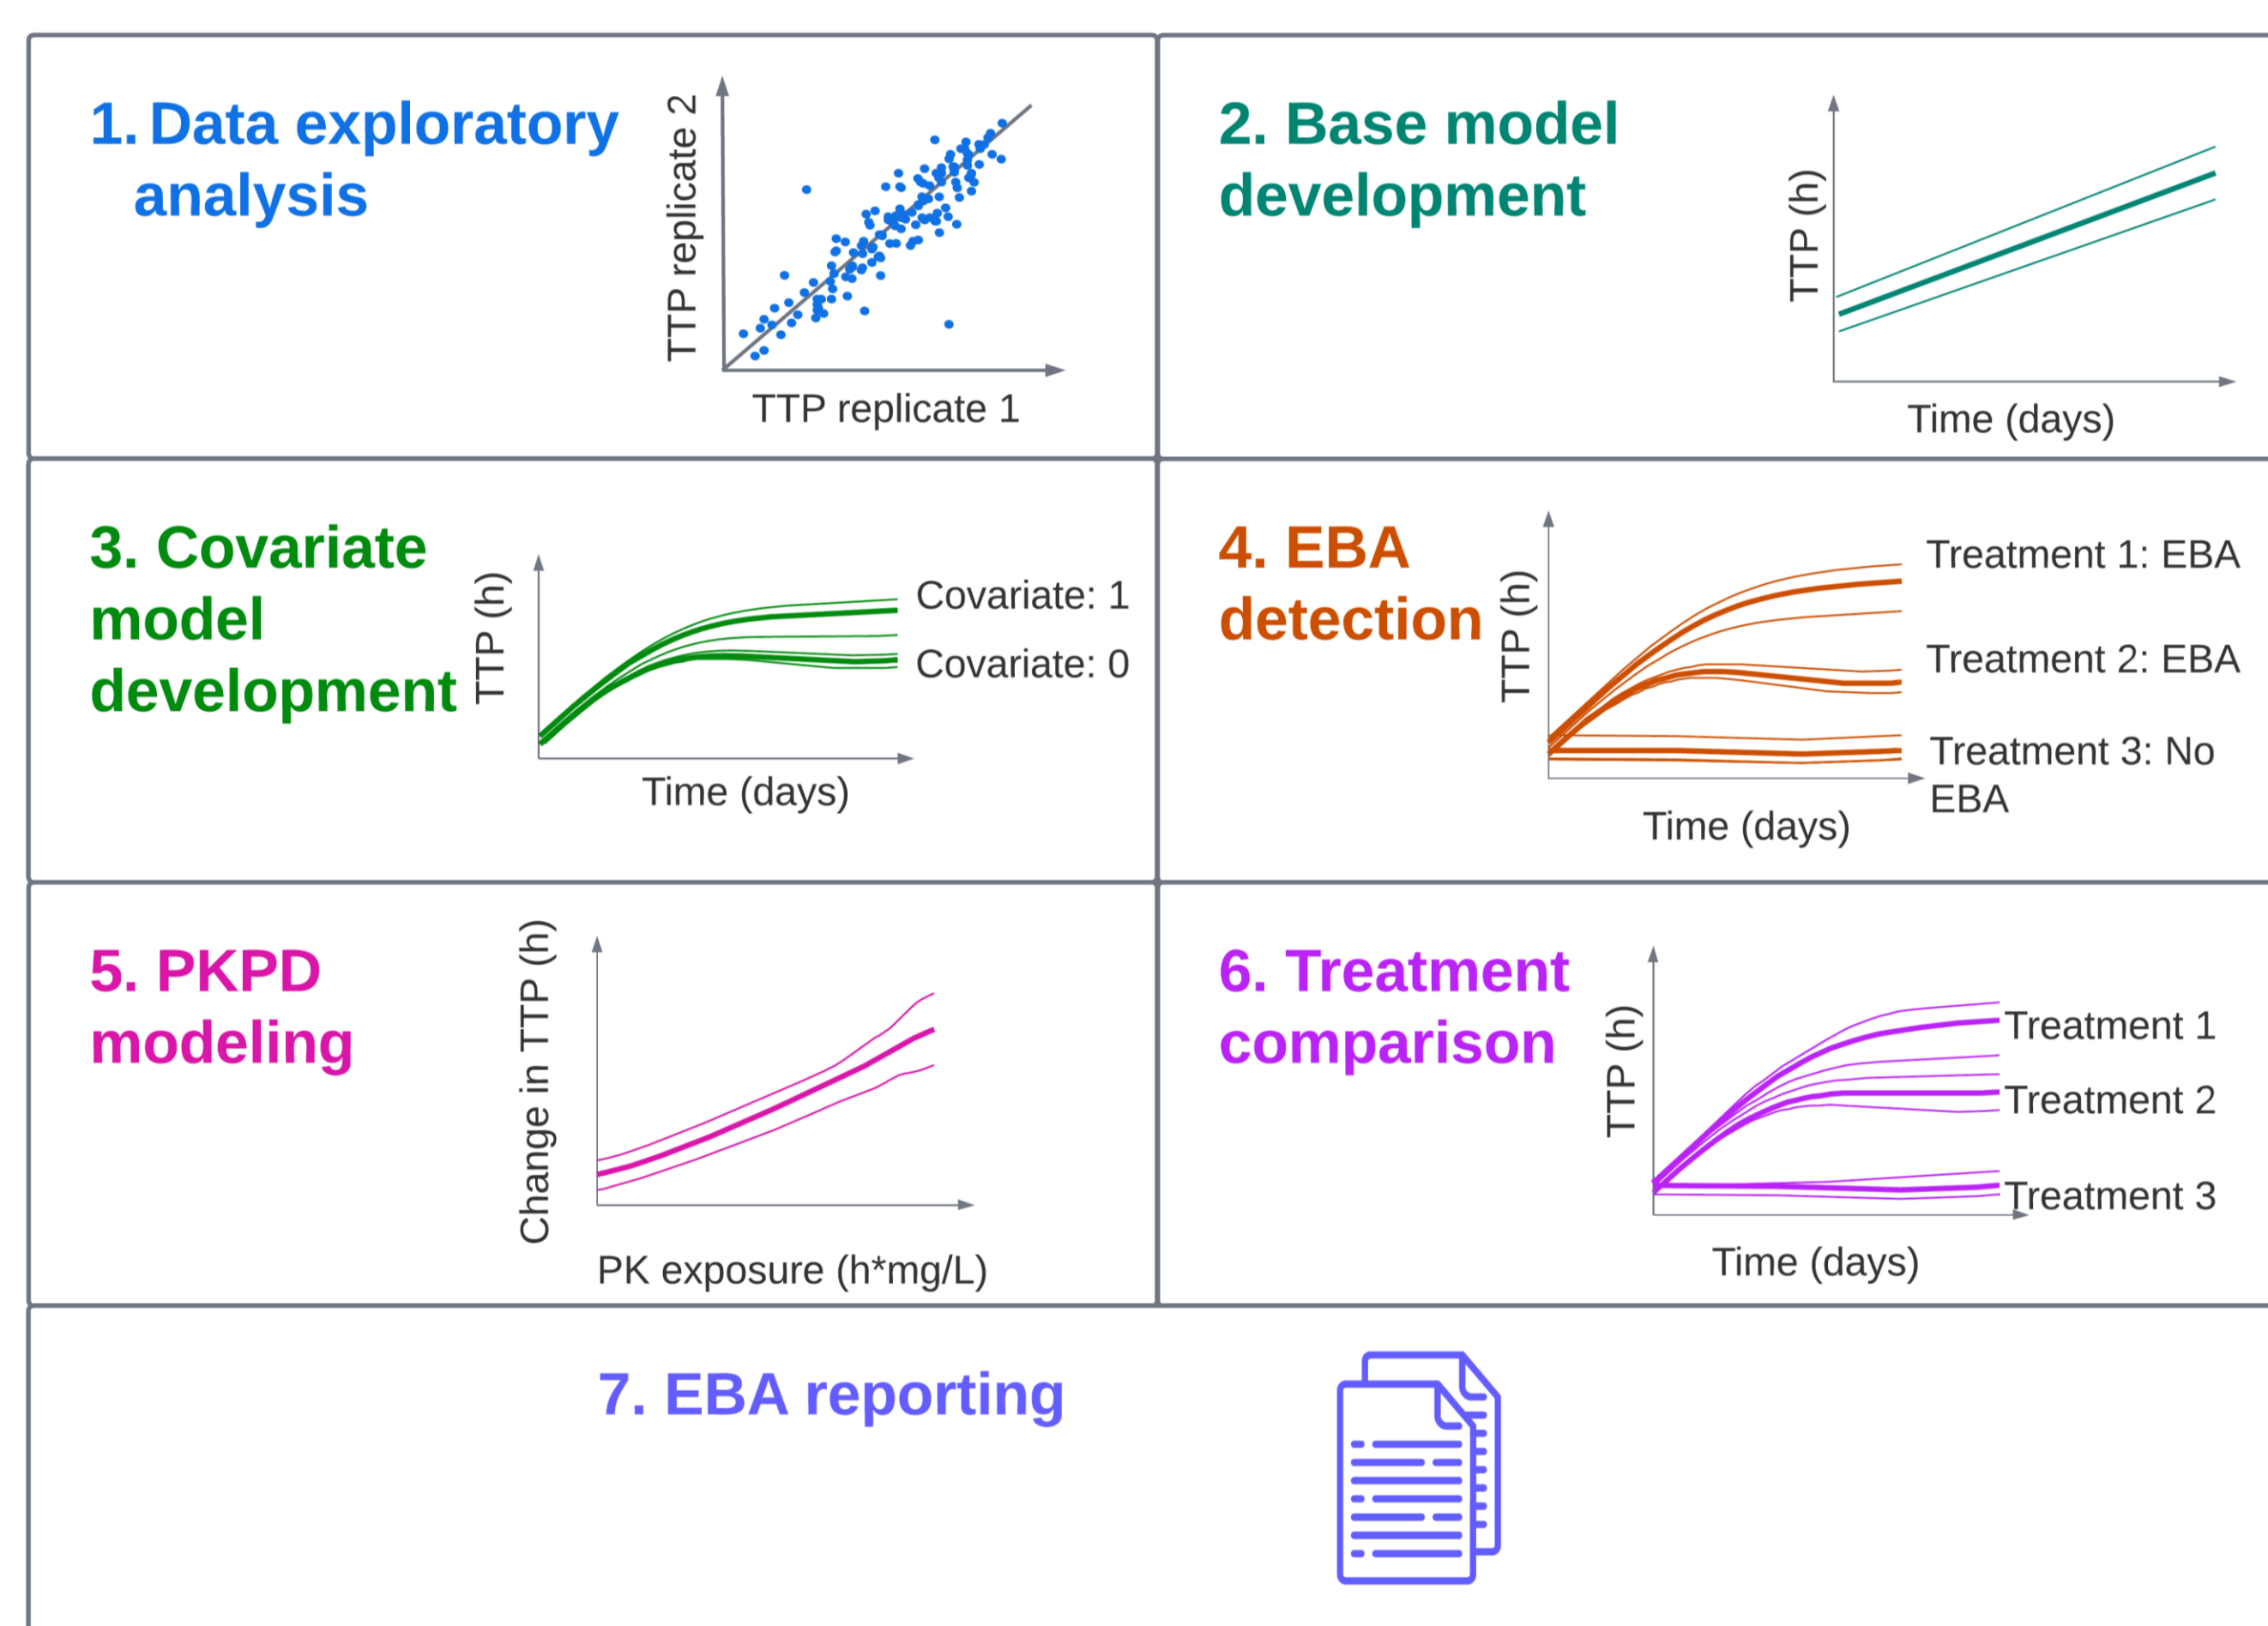 1. Data exploratory
analysis
TTP replicate 2
TTP replicate 1
2. Base model
development
TTP (h)
Time (days)
3. Covariate
model
development
TTP (h)
Covariate: 1
Covariate: 0
Time (days)
4. EBA
detection
TTP (h)
Treatment 1: EBA
Treatment 2: EBA
Treatment 3: No
EBA
Time (days)
5. PKPD
modeling
Change in TTP (h)
PK exposure (h*mg/L)
6. Treatment
comparison
TTP (h)
Treatment 1
Treatment 2
Treatment 3
Time (days)
7. EBA reporting